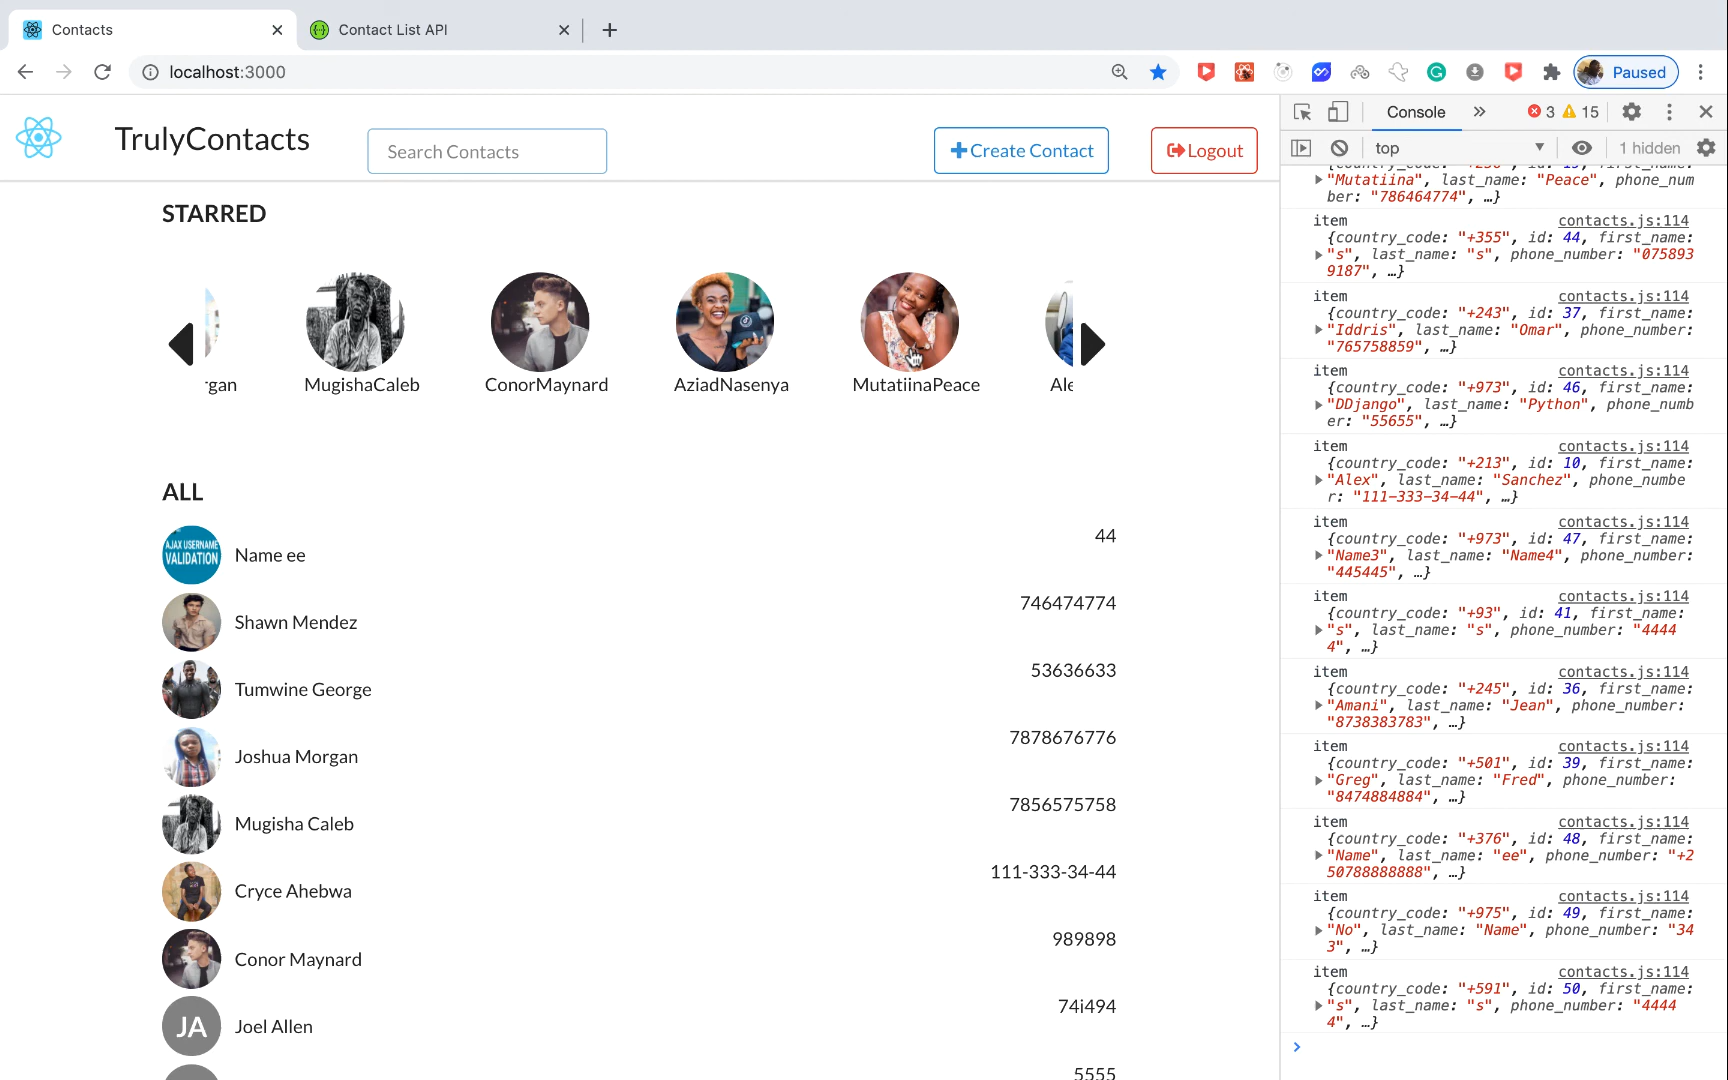 Contacts
Contact List API
localhost:3000
Paused
TrulyContacts
Search Contacts
Create Contact
Logout
STARRED
rgan
MugishaCaleb
ConorMaynard
AziadNasenya
MutatiinaPeace
Ale
ALL
AJAX USERNAME
VALIDATION
Name ee
44
Shawn Mendez
746474774
Tumwine George
53636633
Joshua Morgan
7878676776
Mugisha Caleb
7856575758
Cryce Ahebwa
111-333-34-44
Conor Maynard
989898
JA
Joel Allen
74i494
5555
Console
3
15
top
1 hidden
"Mutatiina", last_name: "Peace", phone_num
ber: "786464774", …}
item contacts.js:114
{country_code: "+355", id: 44, first_name:
"s", last_name: "s", phone_number: "075893
9187", …}
item contacts.js:114
{country_code: "+243", id: 37, first_name:
"Iddris", last_name: "Omar", phone_number:
"765758859", …}
item contacts.js:114
{country_code: "+973", id: 46, first_name:
"DDjango", last_name: "Python", phone_numb
er: "55655", …}
item contacts.js:114
{country_code: "+213", id: 10, first_name:
"Alex", last_name: "Sanchez", phone_numbe
r: "111-333-34-44", …}
item contacts.js:114
{country_code: "+973", id: 47, first_name:
"Name3", last_name: "Name4", phone_number:
"445445", …}
item contacts.js:114
{country_code: "+93", id: 41, first_name:
"s", last_name: "s", phone_number: "4444
4", …}
item contacts.js:114
{country_code: "+245", id: 36, first_name:
"Amani", last_name: "Jean", phone_number:
"8738383783", …}
item contacts.js:114
{country_code: "+501", id: 39, first_name:
"Greg", last_name: "Fred", phone_number:
"8474884884", …}
item contacts.js:114
{country_code: "+376", id: 48, first_name:
"Name", last_name: "ee", phone_number: "+2
50788888888", …}
item contacts.js:114
{country_code: "+975", id: 49, first_name:
"No", last_name: "Name", phone_number: "34
3", …}
item contacts.js:114
{country_code: "+591", id: 50, first_name:
"s", last_name: "s", phone_number: "4444
4", …}